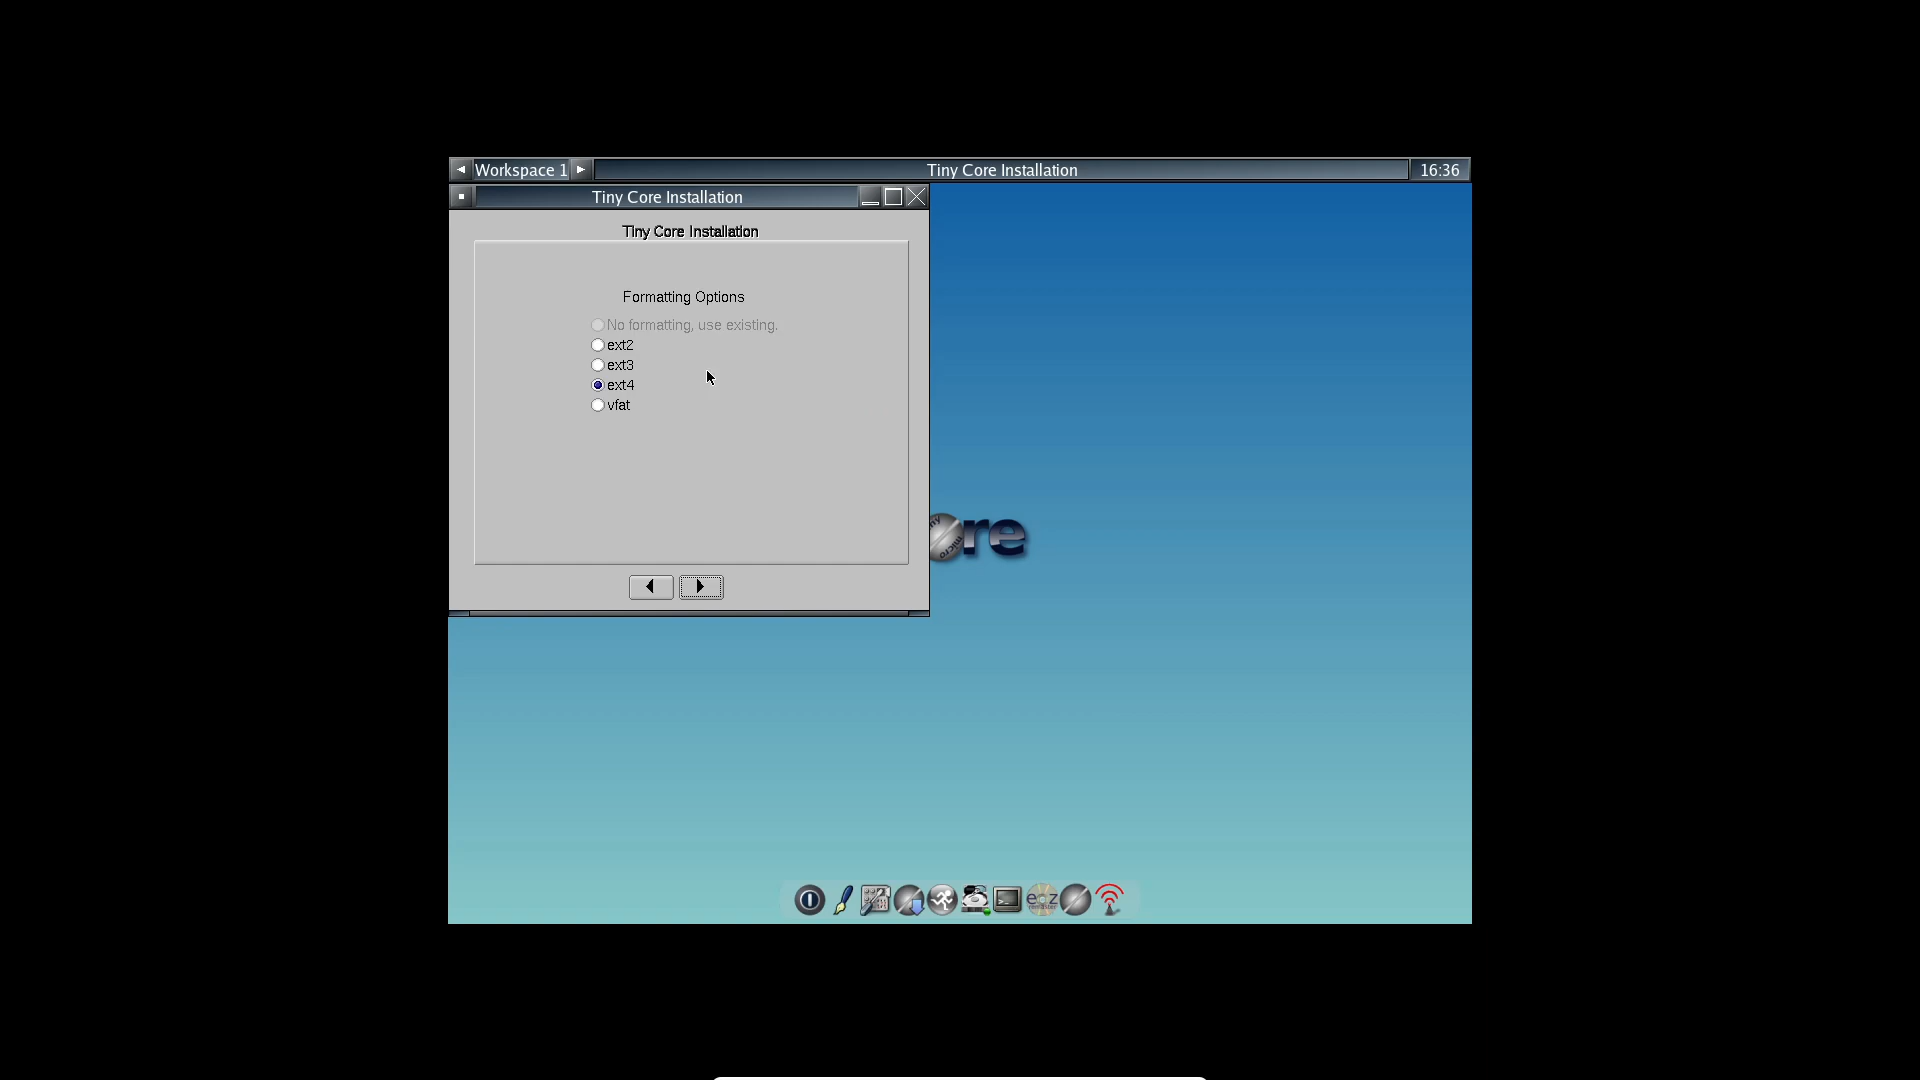 Workspace 1
Tiny Core Installation
16:36
Tiny Core Installation
Tiny Core Installation
Formatting Options
No formatting, use existing.
ext2
ext3
ext4
vfat
re